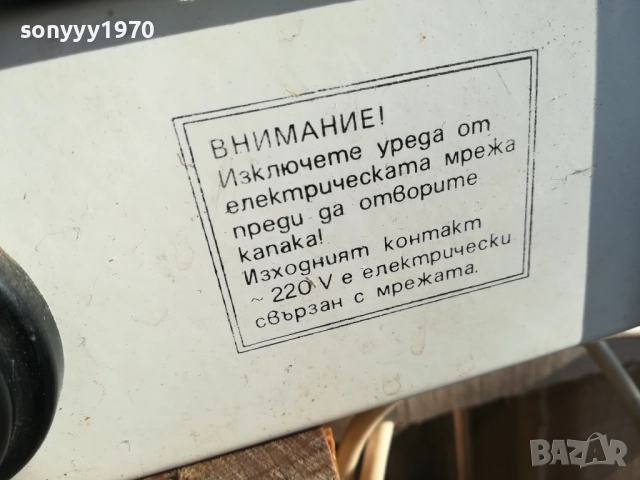 sonyyy1970
ВНИМАНИЕ!
Изключете уреда от
електрическата мрежа
преди да отворите
капака!
Изходният контакт
~ 220 V е електрически
свързан с мрежата.
BAZAR